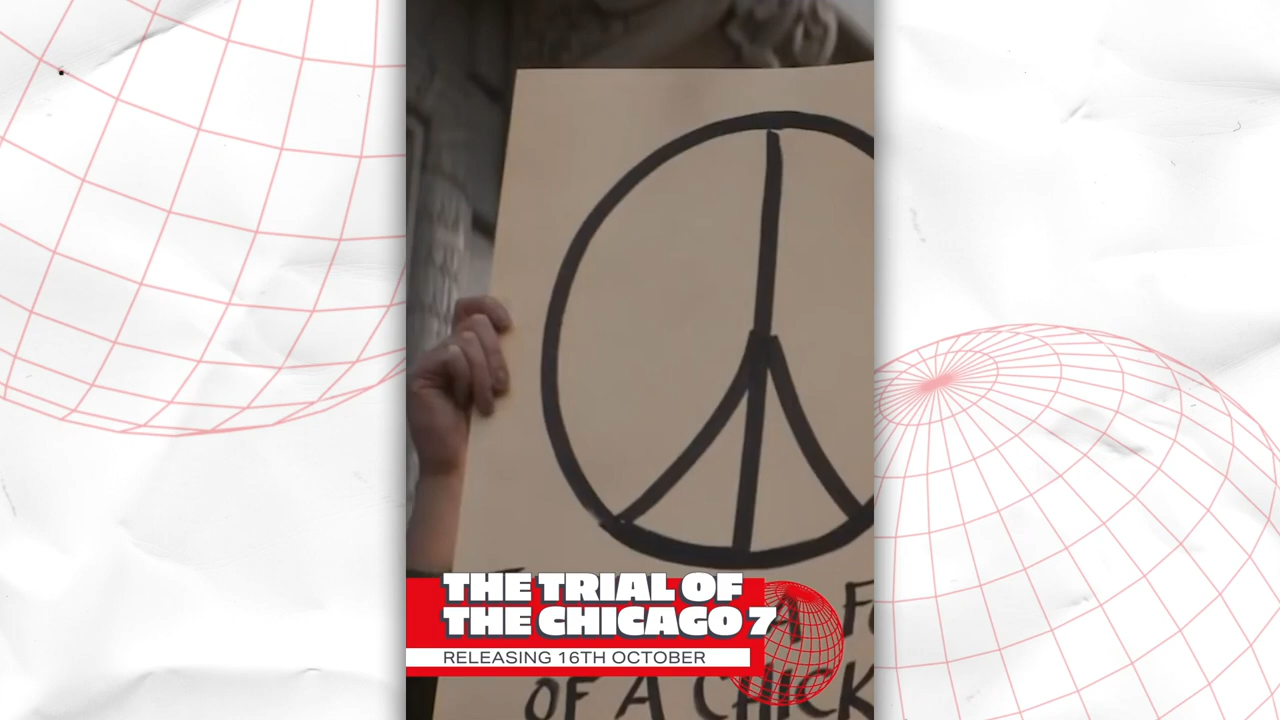 THE TRIAL OF
THE CHICAGO 7
RELEASING 16TH OCTOBER
A
OF A CHICK